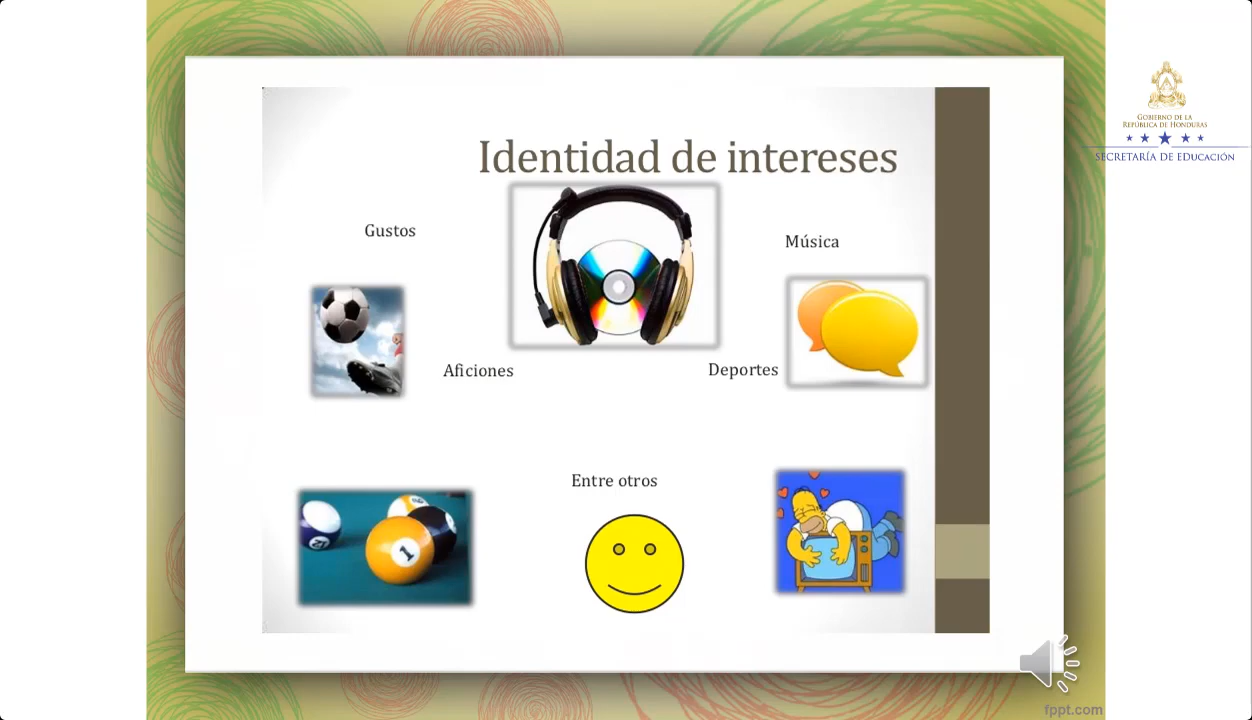 Identidad de intereses
Gustos
Música
Aficiones
Deportes
Entre otros
1
GOBIERNO DE LA
REPÚBLICA DE HONDURAS
SECRETARÍA DE EDUCACIÓN
fppt.com